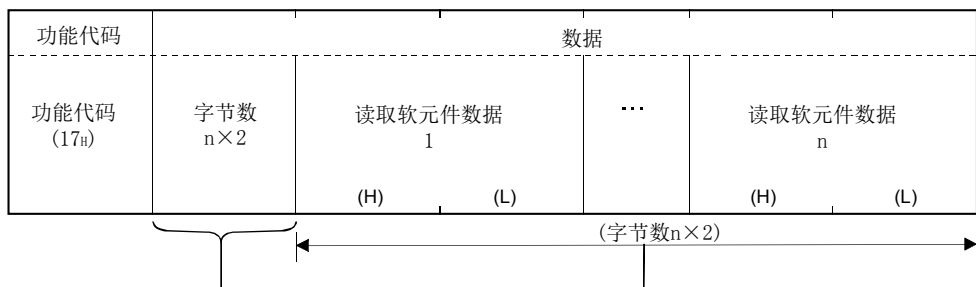 功能代码 数据
功能代码 字节数 读取软元件数据 ... 读取软元件数据
(17H) n×2 1 n
(H) (L) (H) (L)
(字节数n×2)